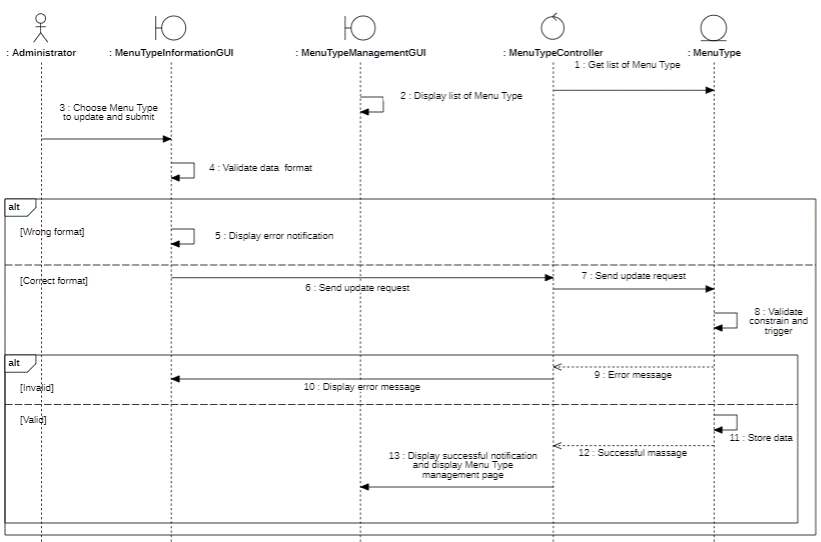 : Administrator
: MenuTypeInformationGUI
: MenuTypeManagementGUI
: MenuTypeController
: MenuType
1 : Get list of Menu Type
2 : Display list of Menu Type
3 : Choose Menu Type
to update and submit
4 : Validate data format
alt
[Wrong format]
5 : Display error notification
[Correct format]
6 : Send update request
7 : Send update request
8 : Validate
constrain and
trigger
alt
[Invalid]
9 : Error message
10 : Display error message
[Valid]
11 : Store data
12 : Successful massage
13 : Display successful notification
and display Menu Type
management page